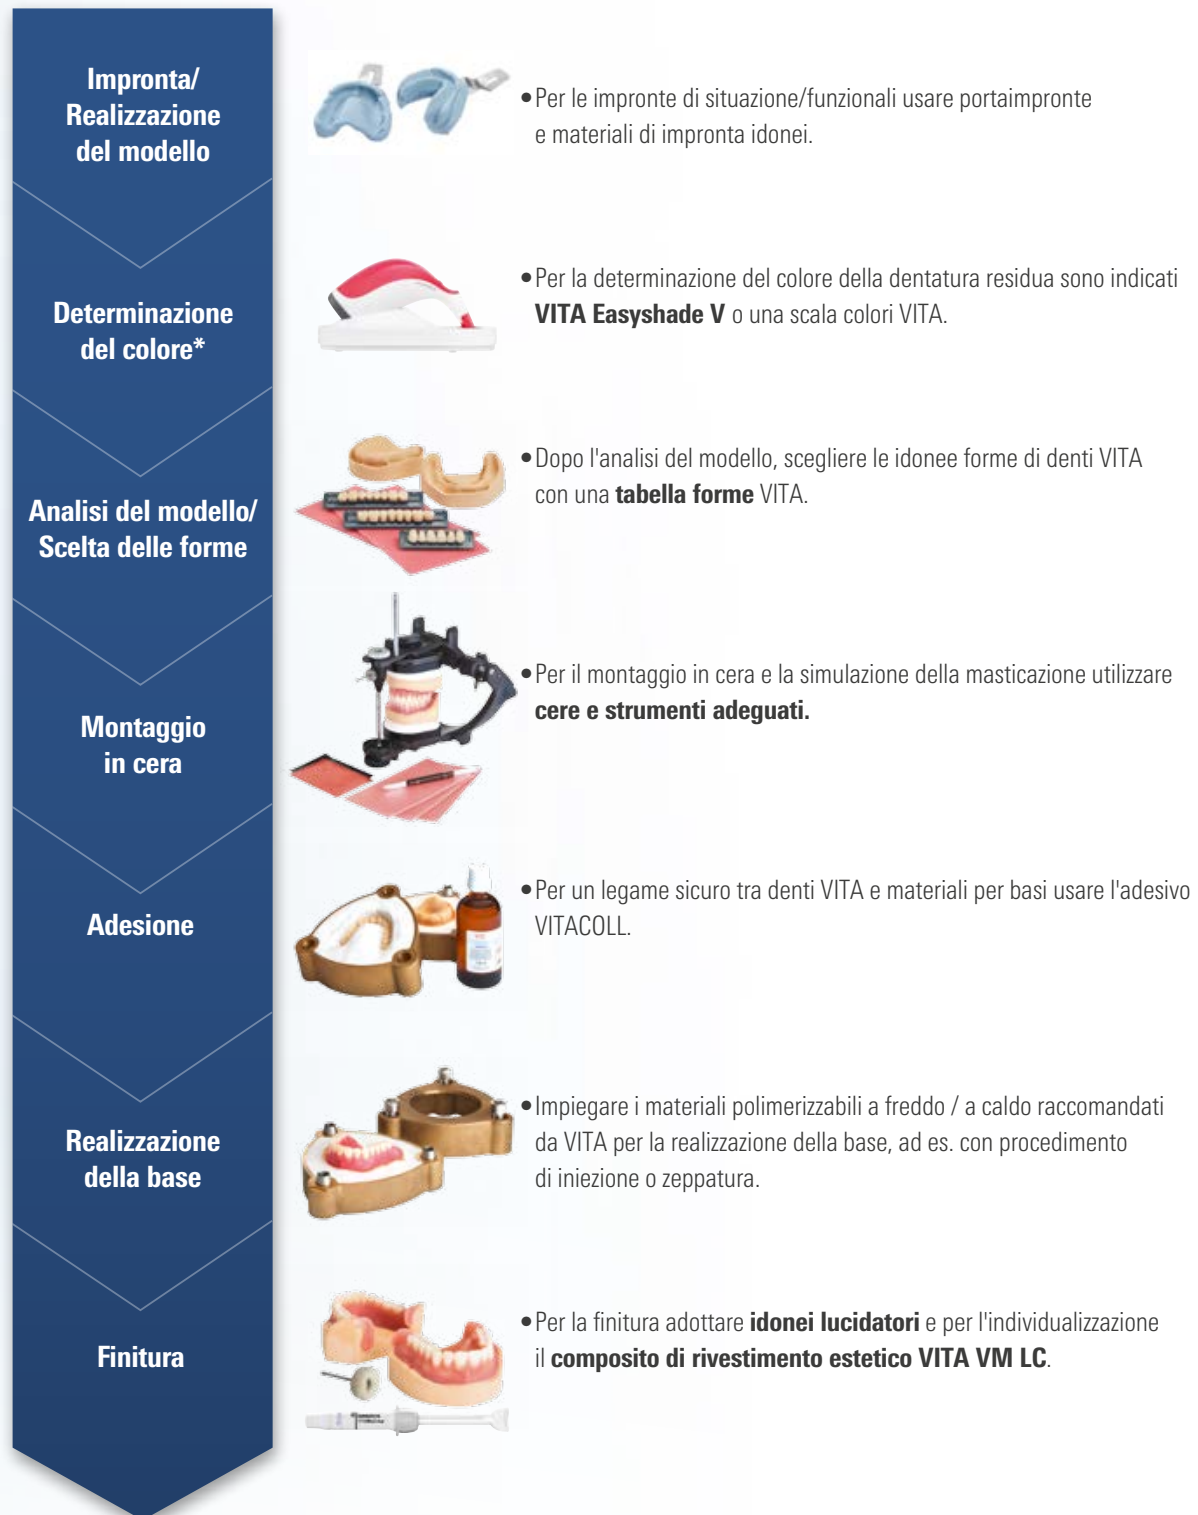 Impronta/
Realizzazione
del modello
•Per le impronte di situazione/funzionali usare portaimpronte
e materiali di impronta idonei.
Determinazione
del colore*
•Per la determinazione del colore della dentatura residua sono indicati
VITA Easyshade V o una scala colori VITA.
Analisi del modello/
Scelta delle forme
•Dopo l'analisi del modello, scegliere le idonee forme di denti VITA
con una tabella forme VITA.
Montaggio
in cera
•Per il montaggio in cera e la simulazione della masticazione utilizzare
cere e strumenti adeguati.
Adesione
•Per un legame sicuro tra denti VITA e materiali per basi usare l'adesivo
VITACOLL.
Realizzazione
della base
•Impiegare i materiali polimerizzabili a freddo / a caldo raccomandati
da VITA per la realizzazione della base, ad es. con procedimento
di iniezione o zeppatura.
Finitura
•Per la finitura adottare idonei lucidatori e per l'individualizzazione
il composito di rivestimento estetico VITA VM LC.